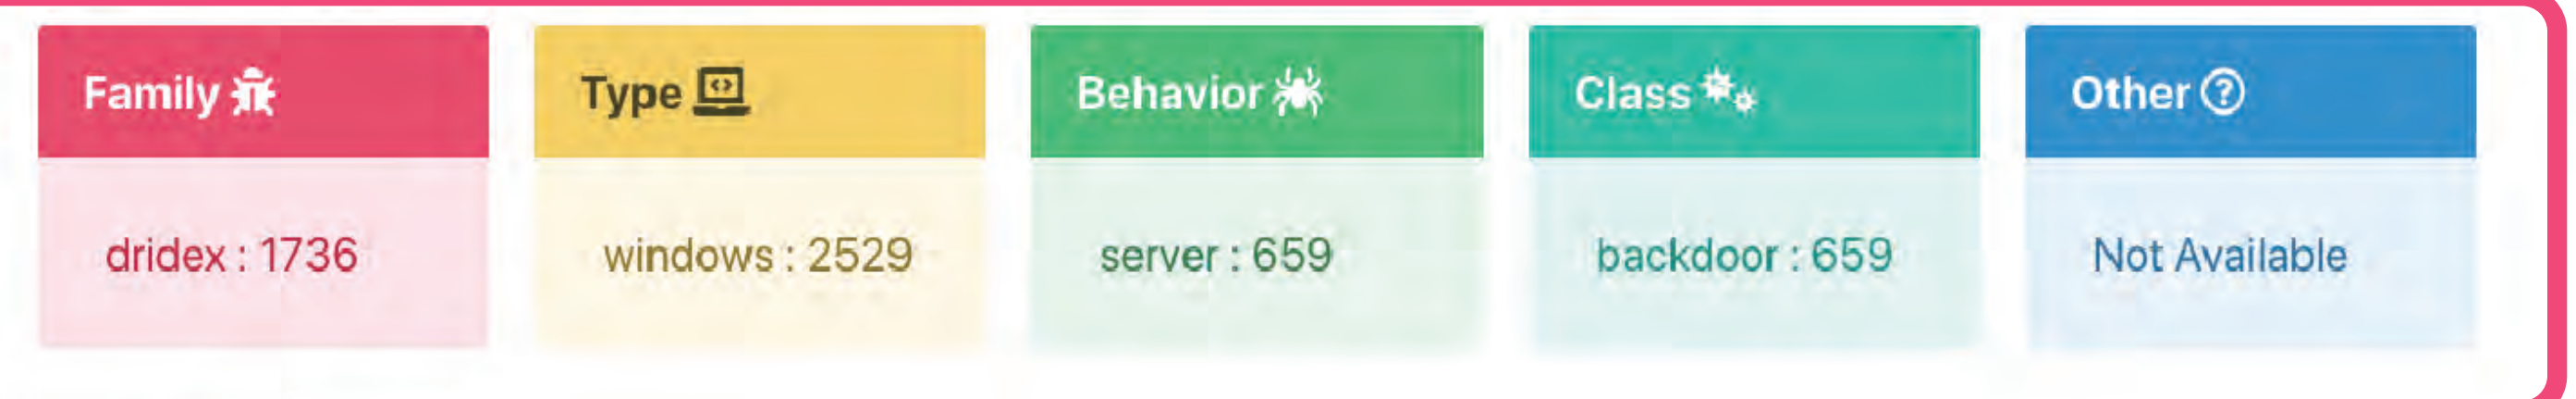 Family
Type
Behavior
Class
Other
dridex : 1736
windows : 2529
server : 659
backdoor : 659
Not Available